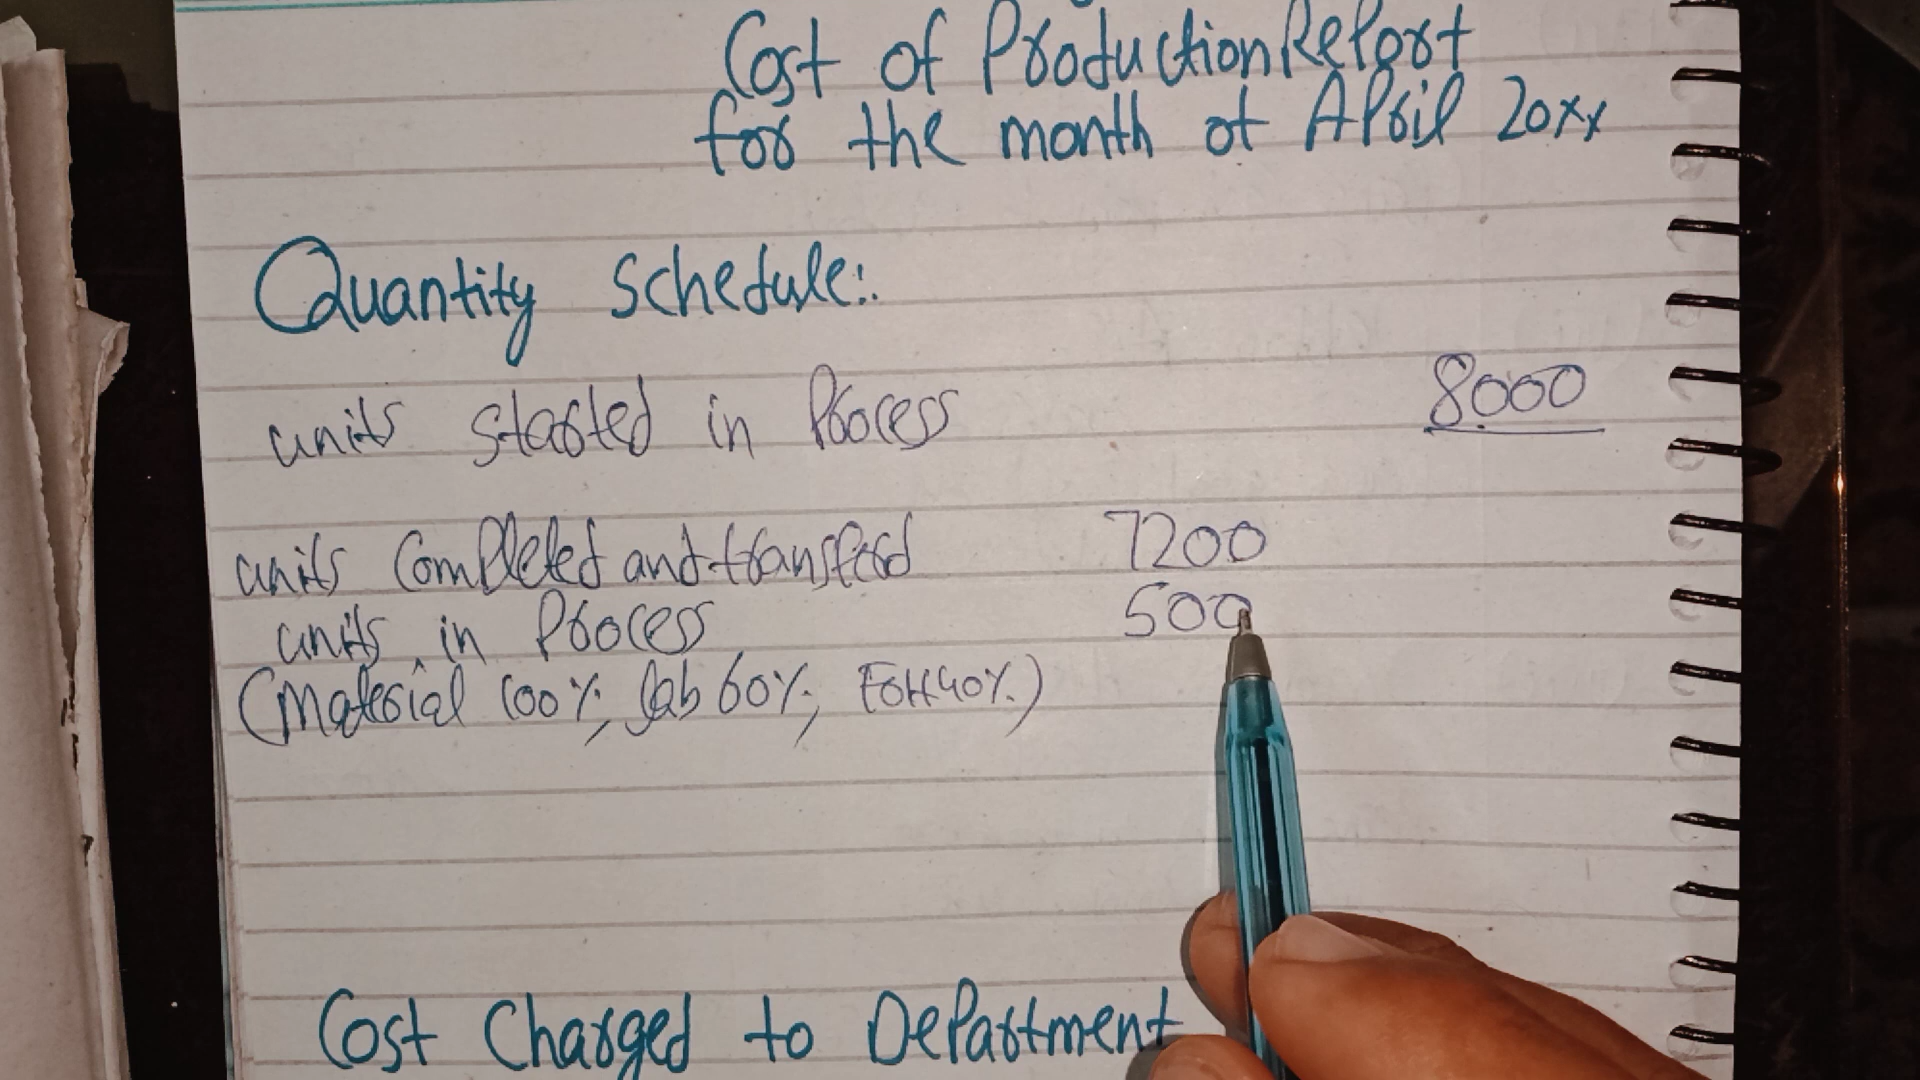 Cost of Production Report
for the month of April 20xx
Quantity Schedule:.
units started in Process 8000
units Completed and transferd 7200
units in Process 500
(Material 100%, lab 60%, FOH 40%.)
Cost Charged to Department